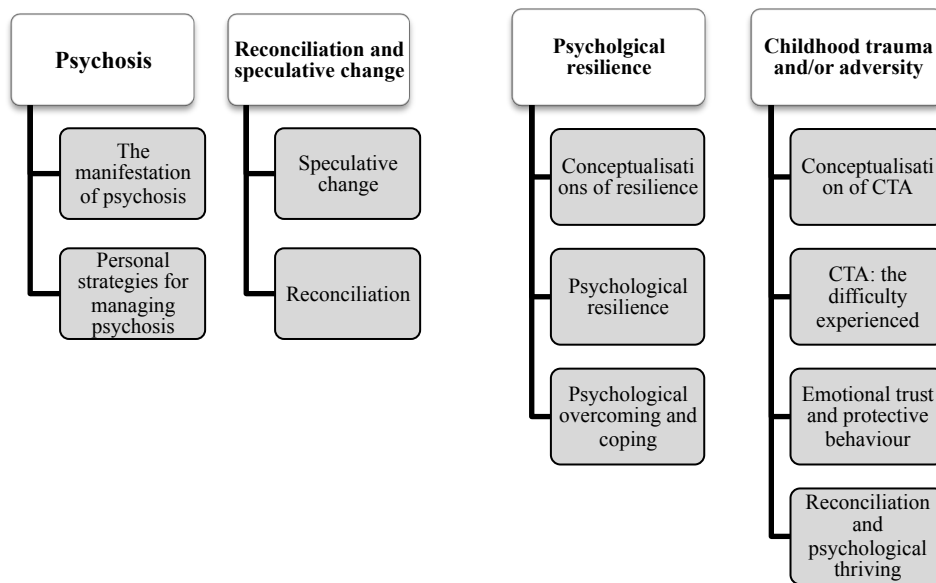 Psychosis
The
manifestation
of psychosis
Personal
strategies for
managing
psychosis
Reconciliation and
speculative change
Speculative
change
Reconciliation
Psycholgical
resilience
Conceptualisati
ons of resilience
Psychological
resilience
Psychological
overcoming and
coping
Childhood trauma
and/or adversity
Conceptualisati
on of CTA
CTA: the
difficulty
experienced
Emotional trust
and protective
behaviour
Reconciliation
and
psychological
thriving